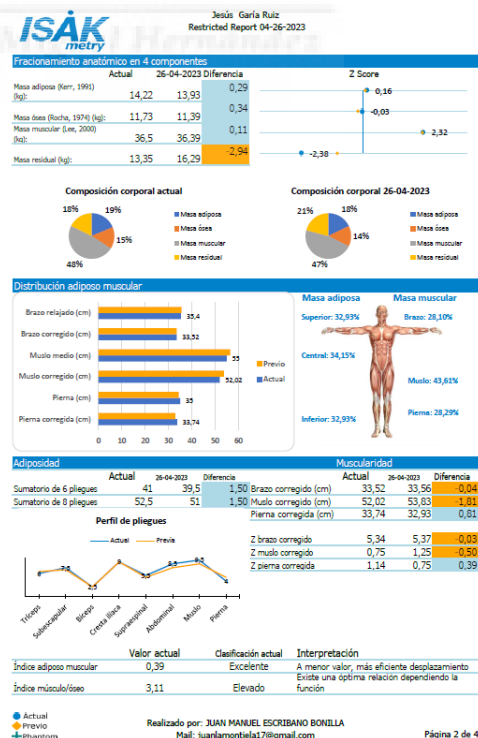 ISAK
metry
Jesús Garía Ruiz
Restricted Report 04-26-2023
Fracionamiento anatómico en 4 componentes
Actual 26-04-2023 Diferencia Z Score
Masa adiposa (Kerr, 1991) (kg): 14,22 13,93 0,29 0,16
Masa ósea (Rocha, 1974) (kg): 11,73 11,39 0,34 -0,03
Masa muscular (Lee, 2000) (kg): 36,5 36,39 0,11 2,32
Masa residual (kg): 13,35 16,29 -2,94 -2,38
Composición corporal actual
18% 19%
15%
48%
Masa adiposa
Masa ósea
Masa muscular
Masa residual
Composición corporal 26-04-2023
21% 18%
14%
47%
Masa adiposa
Masa ósea
Masa muscular
Masa residual
Distribución adiposo muscular
Brazo relajado (cm) 35,4
Brazo corregido (cm) 33,52
Muslo medio (cm) 55
Muslo corregido (cm) 52,02
Pierna (cm) 35
Pierna corregida (cm) 33,74
0 10 20 30 40 50 60
Previo
Actual
Masa adiposa Masa muscular
Superior: 32,93% Brazo: 28,10%
Central: 34,15%
Muslo: 43,61%
Inferior: 32,93% Pierna: 28,29%
Adiposidad
Actual 26-04-2023 Diferencia
Sumatorio de 6 pliegues 41 39,5 1,50
Sumatorio de 8 pliegues 52,5 51 1,50
Muscularidad
Actual 26-04-2023 Diferencia
Brazo corregido (cm) 33,52 33,56 -0,04
Muslo corregido (cm) 52,02 53,83 -1,81
Pierna corregida (cm) 33,74 32,93 0,81
Z brazo corregido 5,34 5,37 -0,03
Z muslo corregido 0,75 1,25 -0,50
Z pierna corregida 1,14 0,75 0,39
Perfil de pliegues
Actual Previa
Tríceps
Subescapular
Bíceps
Cresta Ilíaca
Supraespinal
Abdominal
Muslo
Pierna
Valor actual Clasificación actual Interpretación
Índice adiposo muscular 0,39 Excelente A menor valor, más eficiente desplazamiento
Índice músculo/óseo 3,11 Elevado Existe una óptima relación dependiendo la función
Actual
Previo
Phantom
Realizado por: JUAN MANUEL ESCRIBANO BONILLA
Mail: juanlamontiela17@gmail.com
Página 2 de 4